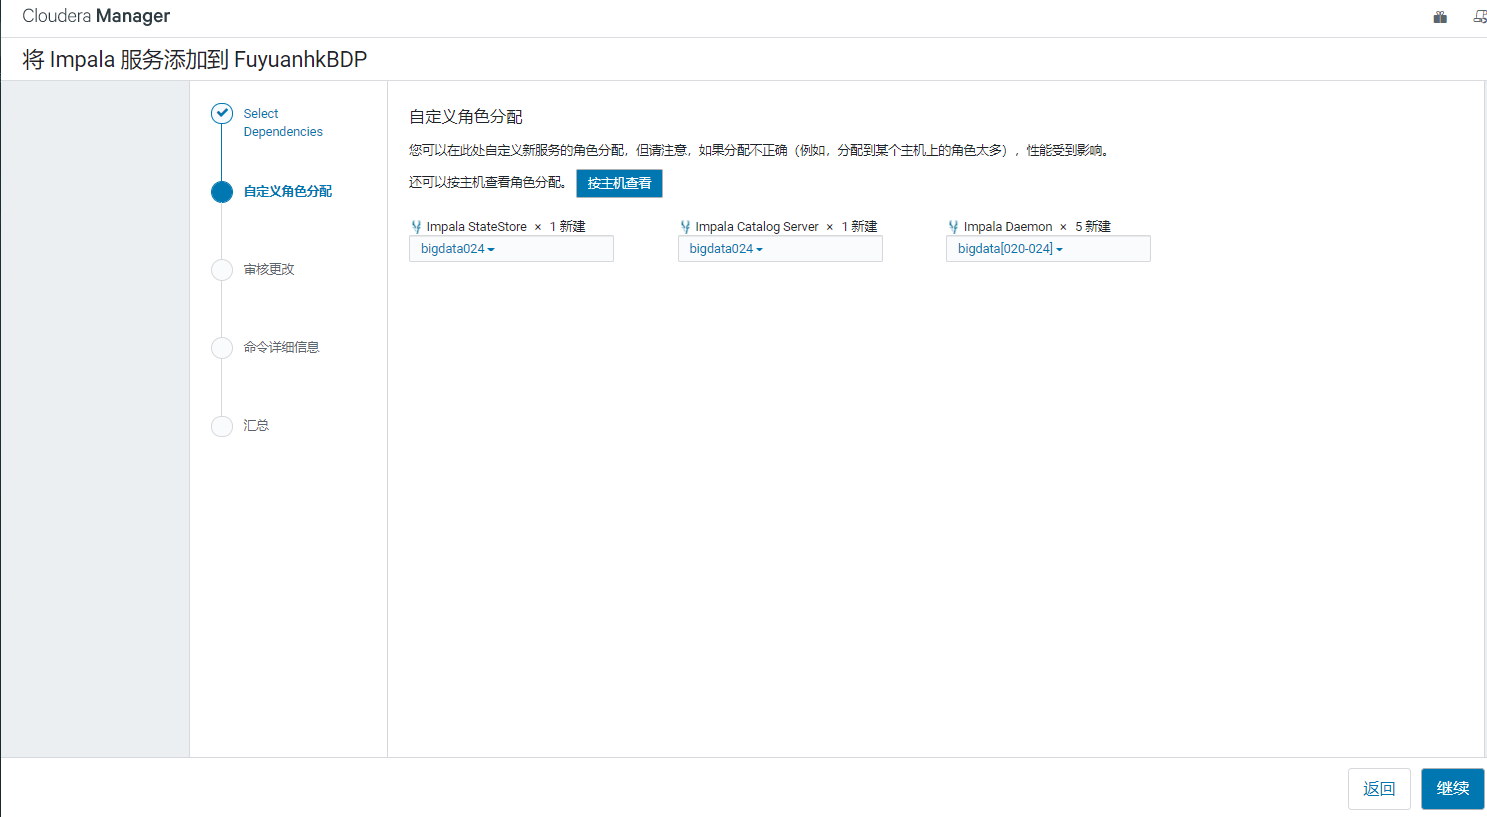 Cloudera Manager
将 Impala 服务添加到 FuyuanhkBDP
Select
Dependencies
自定义角色分配
审核更改
命令详细信息
汇总
自定义角色分配
您可以在此处自定义新服务的角色分配，但请注意，如果分配不正确（例如，分配到某个主机上的角色太多），性能受到影响。
还可以按主机查看角色分配。 按主机查看
Impala StateStore × 1 新建
bigdata024
Impala Catalog Server × 1 新建
bigdata024
Impala Daemon × 5 新建
bigdata[020-024]
返回
继续